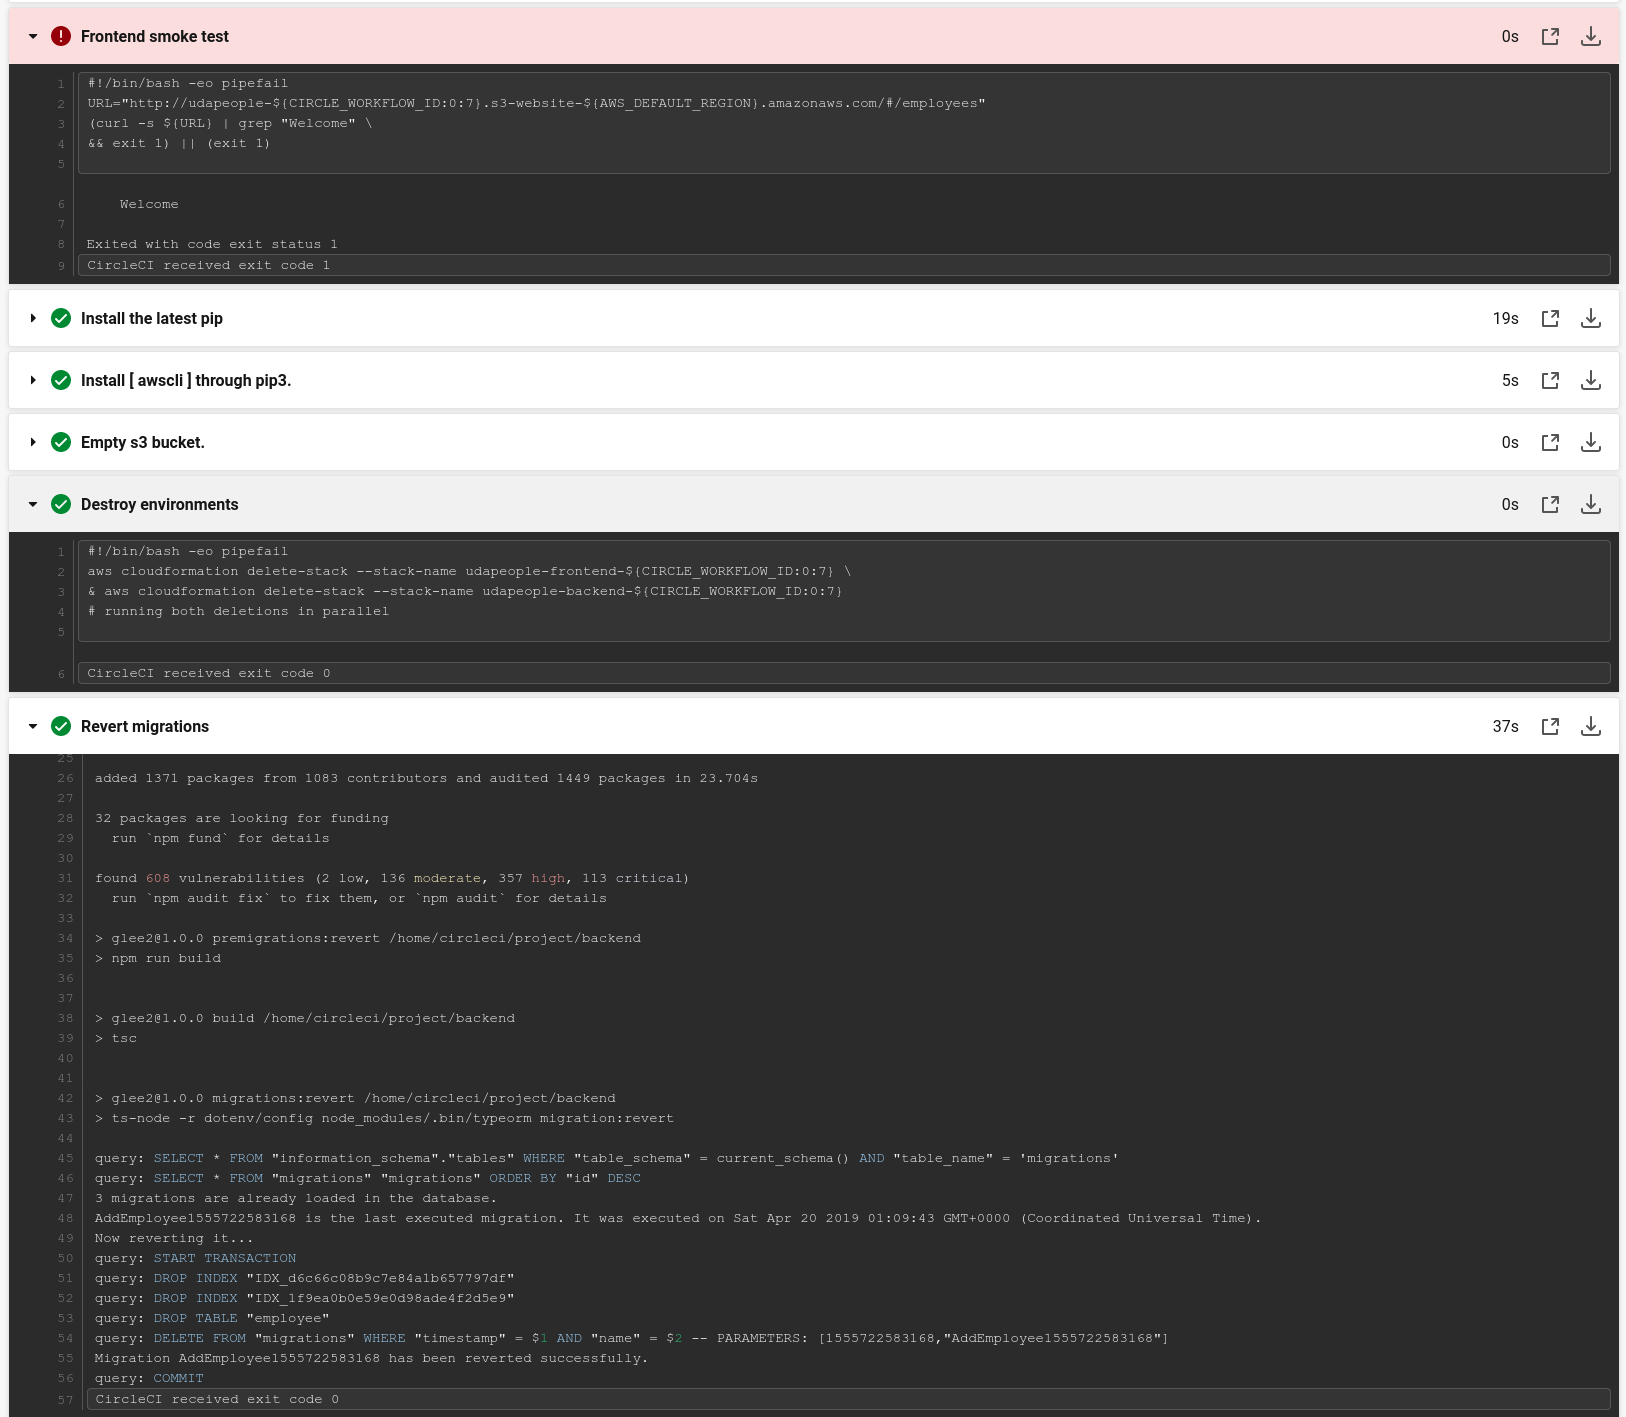 Frontend smoke test 0s
1 #!/bin/bash -eo pipefail
2 URL="http://udapeople-${CIRCLE_WORKFLOW_ID:0:7}.s3-website-${AWS_DEFAULT_REGION}.amazonaws.com/#/employees"
3 (curl -s ${URL} | grep "Welcome" \
4 && exit 1) || (exit 1)
5
6 Welcome
7
8 Exited with code exit status 1
9 CircleCI received exit code 1
Install the latest pip 19s
Install [ awscli ] through pip3. 5s
Empty s3 bucket. 0s
Destroy environments 0s
1 #!/bin/bash -eo pipefail
2 aws cloudformation delete-stack --stack-name udapeople-frontend-${CIRCLE_WORKFLOW_ID:0:7} \
3 & aws cloudformation delete-stack --stack-name udapeople-backend-${CIRCLE_WORKFLOW_ID:0:7}
4 # running both deletions in parallel
5
6 CircleCI received exit code 0
Revert migrations 37s
25
26 added 1371 packages from 1083 contributors and audited 1449 packages in 23.704s
27
28 32 packages are looking for funding
29 run `npm fund` for details
30
31 found 608 vulnerabilities (2 low, 136 moderate, 357 high, 113 critical)
32 run `npm audit fix` to fix them, or `npm audit` for details
33
34 > glee2@1.0.0 premigrations:revert /home/circleci/project/backend
35 > npm run build
36
37
38 > glee2@1.0.0 build /home/circleci/project/backend
39 > tsc
40
41
42 > glee2@1.0.0 migrations:revert /home/circleci/project/backend
43 > ts-node -r dotenv/config node_modules/.bin/typeorm migration:revert
44
45 query: SELECT * FROM "information_schema"."tables" WHERE "table_schema" = current_schema() AND "table_name" = 'migrations'
46 query: SELECT * FROM "migrations" "migrations" ORDER BY "id" DESC
47 3 migrations are already loaded in the database.
48 AddEmployee1555722583168 is the last executed migration. It was executed on Sat Apr 20 2019 01:09:43 GMT+0000 (Coordinated Universal Time).
49 Now reverting it...
50 query: START TRANSACTION
51 query: DROP INDEX "IDX_d6c66c08b9c7e84a1b657797df"
52 query: DROP INDEX "IDX_1f9ea0b0e59e0d98ade4f2d5e9"
53 query: DROP TABLE "employee"
54 query: DELETE FROM "migrations" WHERE "timestamp" = $1 AND "name" = $2 -- PARAMETERS: [1555722583168,"AddEmployee1555722583168"]
55 Migration AddEmployee1555722583168 has been reverted successfully.
56 query: COMMIT
57 CircleCI received exit code 0